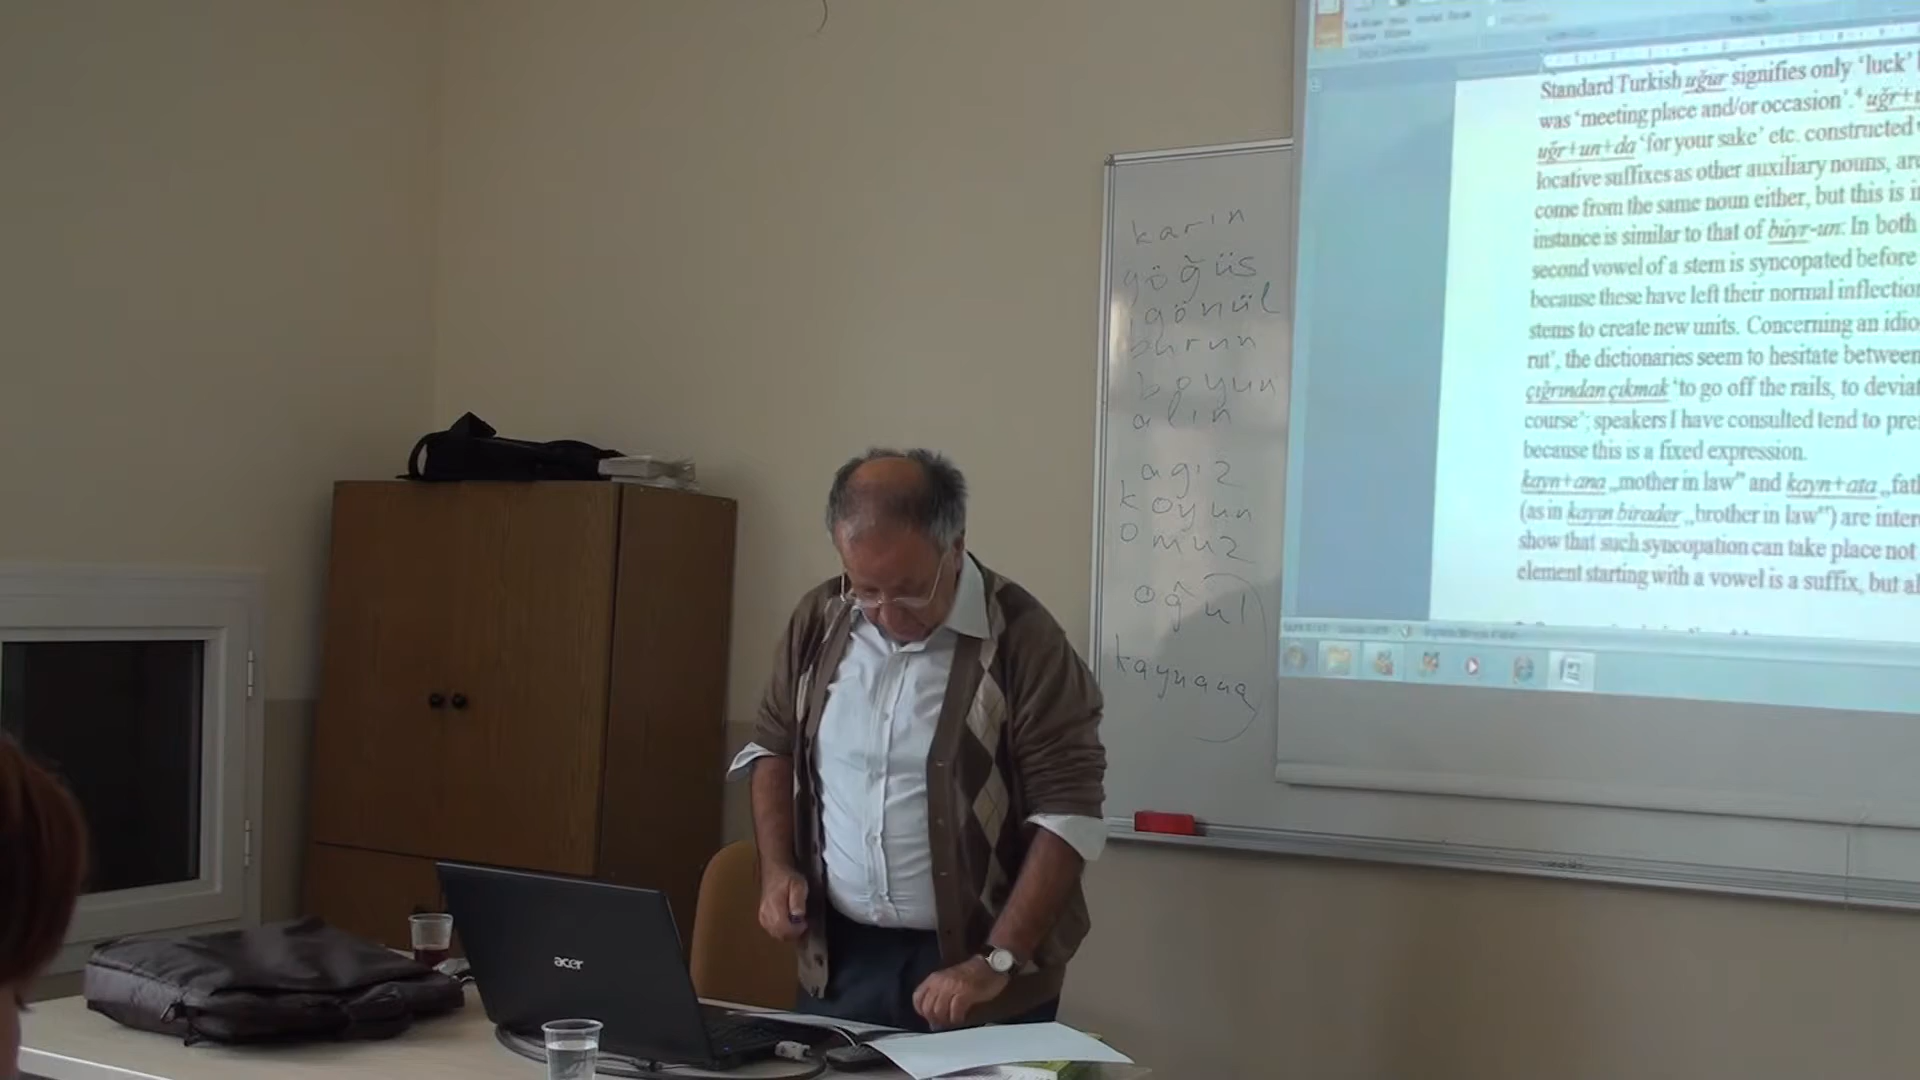 karın
göğüs
gönül
burun
boyun
alın
agız
koyun
omuz
oğul
kaynana
Standard Turkish uğur signifies only ‘luck’
was ‘meeting place and/or occasion’.⁴ uğr+
uğr+un+da ‘for your sake’ etc. constructed
locative suffixes as other auxiliary nouns, are
come from the same noun either, but this is
instance is similar to that of büyr-un. In both
second vowel of a stem is syncopated before
because these have left their normal inflection
stems to create new units. Concerning an idio
rut’, the dictionaries seem to hesitate between
çığrından çıkmak ‘to go off the rails, to deviat
course’; speakers I have consulted tend to pre
because this is a fixed expression.
kayn+ana „mother in law” and kayn+ata „fat
(as in kayın birader „brother in law”) are inter
show that such syncopation can take place not
element starting with a vowel is a suffix, but al
acer